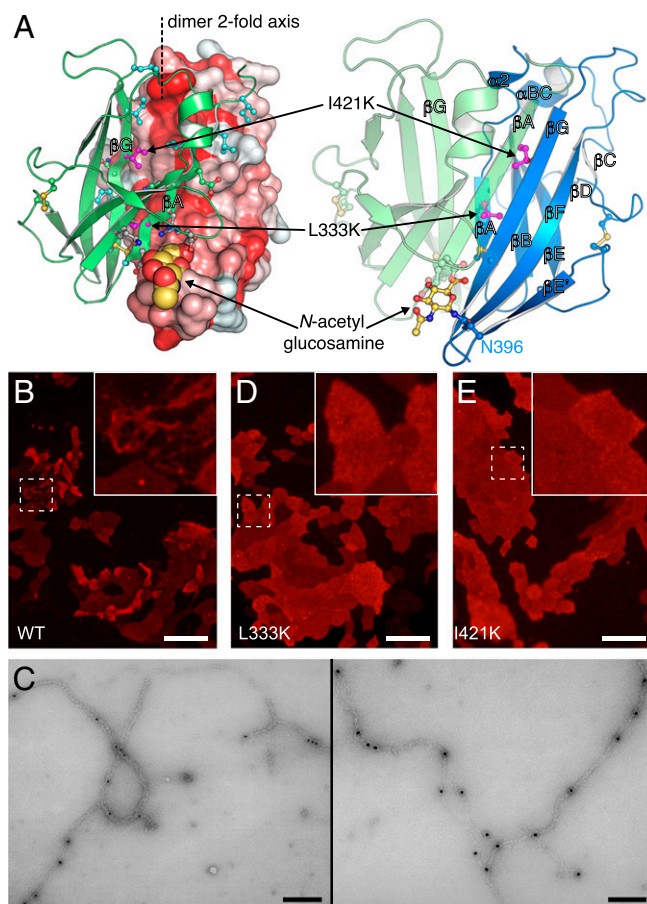 A
dimer 2-fold axis
I421K
βG
βA
L333K
N-acetyl
glucosamine
α2
αBC
βG
βA
βG
βC
βD
βA
βB
βF
βE
βE'
N396
B
WT
D
L333K
E
I421K
C